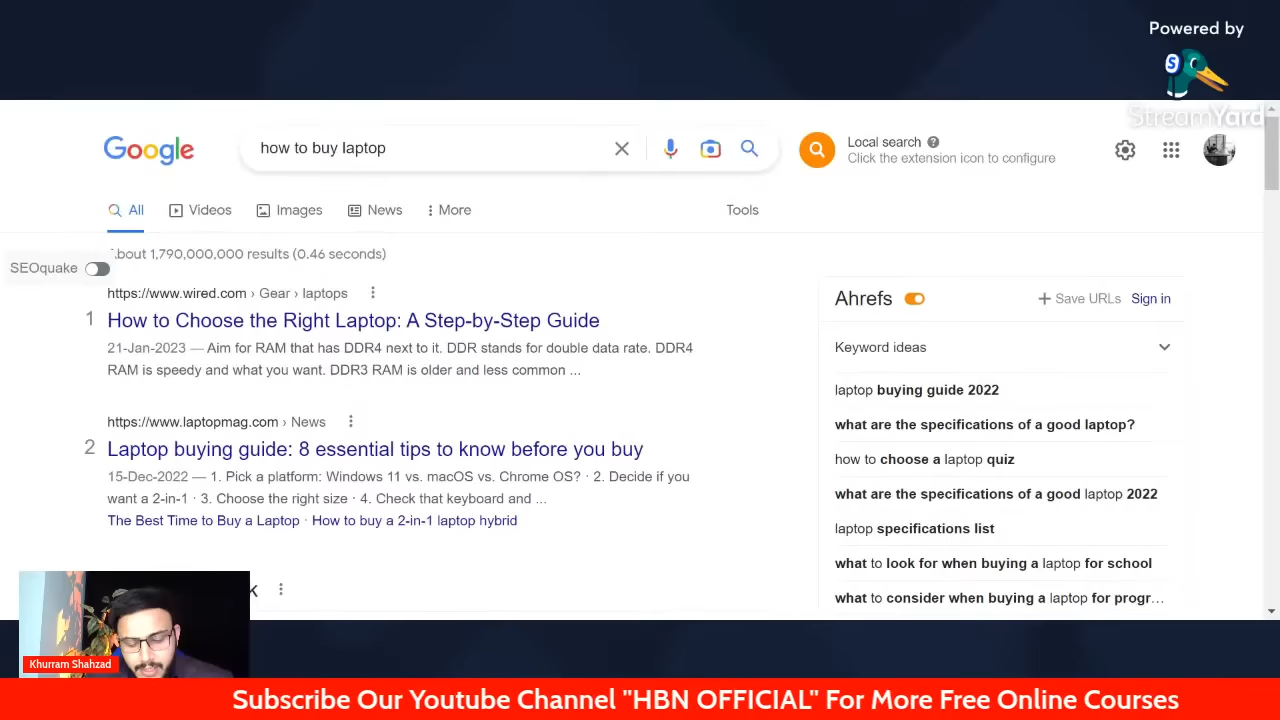 Powered by
StreamYard
Google
how to buy laptop
Local search
Click the extension icon to configure
All
Videos
Images
News
More
Tools
bout 1,790,000,000 results (0.46 seconds)
SEOquake
https://www.wired.com › Gear › laptops
1
How to Choose the Right Laptop: A Step-by-Step Guide
21-Jan-2023 — Aim for RAM that has DDR4 next to it. DDR stands for double data rate. DDR4
RAM is speedy and what you want. DDR3 RAM is older and less common ...
https://www.laptopmag.com › News
2
Laptop buying guide: 8 essential tips to know before you buy
15-Dec-2022 — 1. Pick a platform: Windows 11 vs. macOS vs. Chrome OS? · 2. Decide if you
want a 2-in-1 · 3. Choose the right size · 4. Check that keyboard and ...
The Best Time to Buy a Laptop · How to buy a 2-in-1 laptop hybrid
Ahrefs
Save URLs
Sign in
Keyword ideas
laptop buying guide 2022
what are the specifications of a good laptop?
how to choose a laptop quiz
what are the specifications of a good laptop 2022
laptop specifications list
what to look for when buying a laptop for school
what to consider when buying a laptop for progr…
Khurram Shahzad
Subscribe Our Youtube Channel "HBN OFFICIAL" For More Free Online Courses